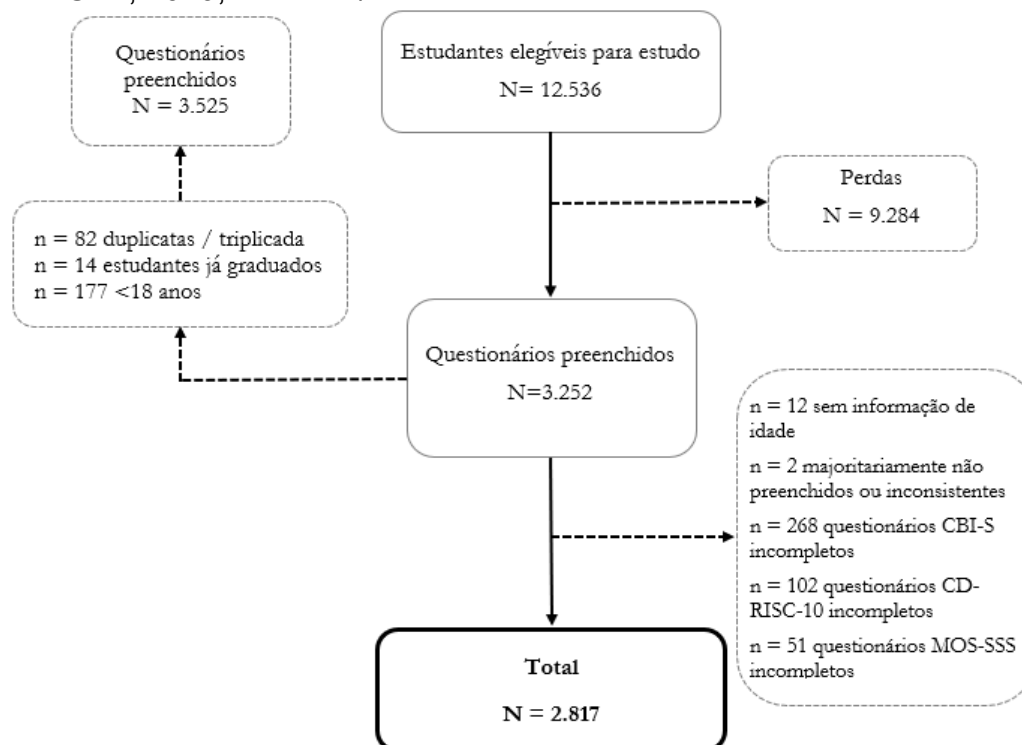 Questionários
preenchidos
N = 3.525
Estudantes elegíveis para estudo
N= 12.536
Perdas
N = 9.284
n = 82 duplicatas / triplicada
n = 14 estudantes já graduados
n = 177 <18 anos
Questionários preenchidos
N=3.252
n = 12 sem informação de
idade
n = 2 majoritariamente não
preenchidos ou inconsistentes
n = 268 questionários CBI-S
incompletos
n = 102 questionários CD-
RISC-10 incompletos
n = 51 questionários MOS-SSS
incompletos
Total
N = 2.817